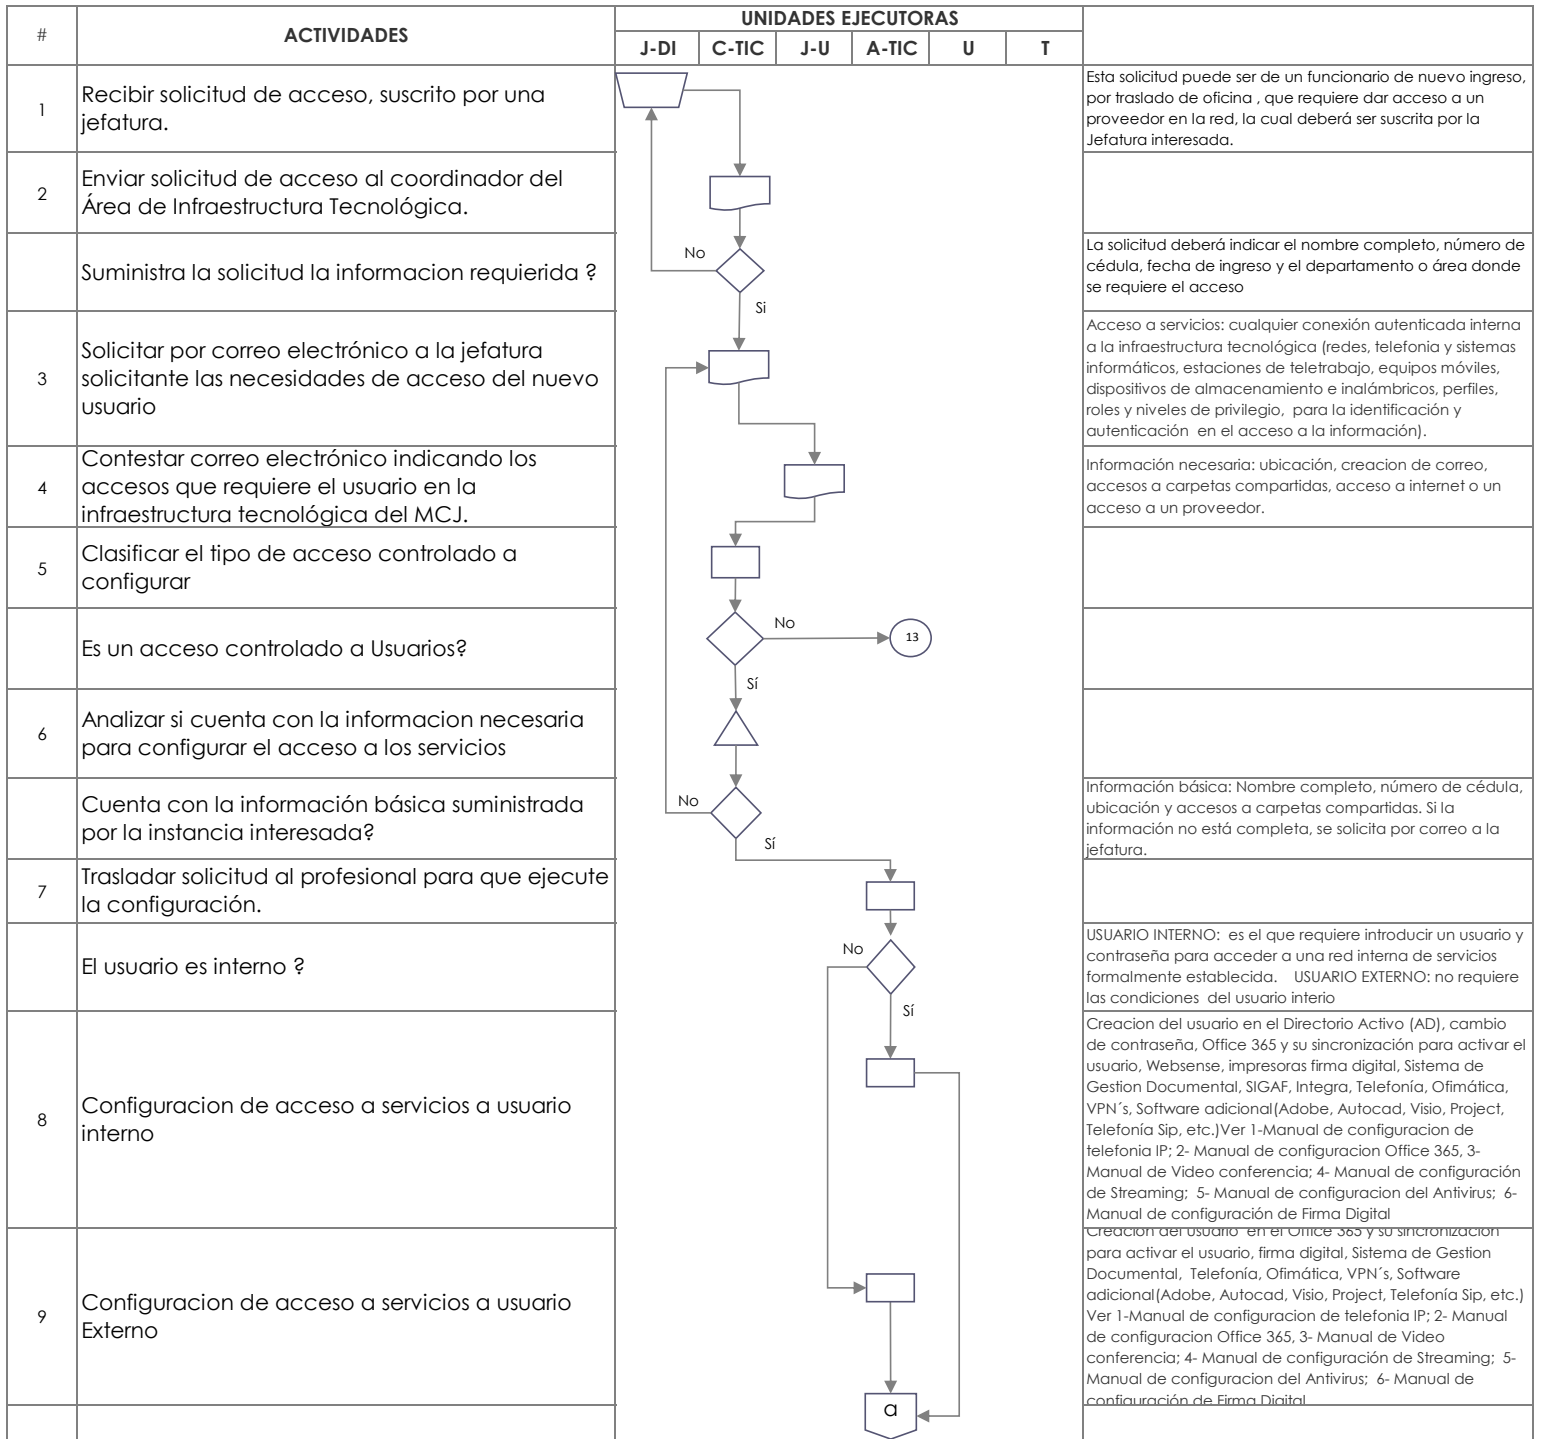 #
ACTIVIDADES
UNIDADES EJECUTORAS
J-DI C-TIC J-U A-TIC U T
1
Recibir solicitud de acceso, suscrito por una
jefatura.
Esta solicitud puede ser de un funcionario de nuevo ingreso,
por traslado de oficina , que requiere dar acceso a un
proveedor en la red, la cual deberá ser suscrita por la
Jefatura interesada.
2
Enviar solicitud de acceso al coordinador del
Área de Infraestructura Tecnológica.
Suministra la solicitud la informacion requierida ?
No
Si
La solicitud deberá indicar el nombre completo, número de
cédula, fecha de ingreso y el departamento o área donde
se requiere el acceso
3
Solicitar por correo electrónico a la jefatura
solicitante las necesidades de acceso del nuevo
usuario
Acceso a servicios: cualquier conexión autenticada interna
a la infraestructura tecnológica (redes, telefonia y sistemas
informáticos, estaciones de teletrabajo, equipos móviles,
dispositivos de almacenamiento e inalámbricos, perfiles,
roles y niveles de privilegio, para la identificación y
autenticación en el acceso a la información).
4
Contestar correo electrónico indicando los
accesos que requiere el usuario en la
infraestructura tecnológica del MCJ.
Información necesaria: ubicación, creacion de correo,
accesos a carpetas compartidas, acceso a internet o un
acceso a un proveedor.
5
Clasificar el tipo de acceso controlado a
configurar
Es un acceso controlado a Usuarios?
No
13
Sí
6
Analizar si cuenta con la informacion necesaria
para configurar el acceso a los servicios
Cuenta con la información básica suministrada
por la instancia interesada?
No
Sí
Información básica: Nombre completo, número de cédula,
ubicación y accesos a carpetas compartidas. Si la
información no está completa, se solicita por correo a la
jefatura.
7
Trasladar solicitud al profesional para que ejecute
la configuración.
El usuario es interno ?
No
Sí
USUARIO INTERNO: es el que requiere introducir un usuario y
contraseña para acceder a una red interna de servicios
formalmente establecida. USUARIO EXTERNO: no requiere
las condiciones del usuario interio
8
Configuracion de acceso a servicios a usuario
interno
Creacion del usuario en el Directorio Activo (AD), cambio
de contraseña, Office 365 y su sincronización para activar el
usuario, Websense, impresoras firma digital, Sistema de
Gestion Documental, SIGAF, Integra, Telefonía, Ofimática,
VPN´s, Software adicional(Adobe, Autocad, Visio, Project,
Telefonía Sip, etc.)Ver 1-Manual de configuracion de
telefonia IP; 2- Manual de configuracion Office 365, 3-
Manual de Video conferencia; 4- Manual de configuración
de Streaming; 5- Manual de configuracion del Antivirus; 6-
Manual de configuración de Firma Digital
9
Configuracion de acceso a servicios a usuario
Externo
Creacion del usuario en el Office 365 y su sincronización
para activar el usuario, firma digital, Sistema de Gestion
Documental, Telefonía, Ofimática, VPN´s, Software
adicional(Adobe, Autocad, Visio, Project, Telefonía Sip, etc.)
Ver 1-Manual de configuracion de telefonia IP; 2- Manual
de configuracion Office 365, 3- Manual de Video
conferencia; 4- Manual de configuración de Streaming; 5-
Manual de configuracion del Antivirus; 6- Manual de
configuración de Firma Digital
a